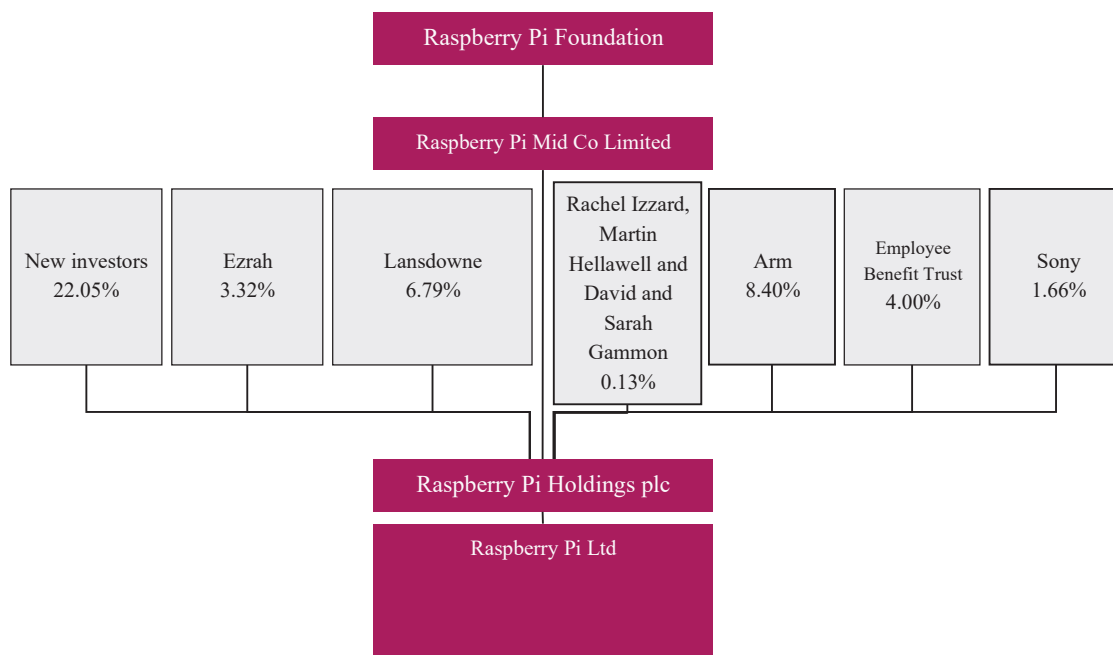 Raspberry Pi Foundation
Raspberry Pi Mid Co Limited
New investors
22.05%
Ezrah
3.32%
Lansdowne
6.79%
Rachel Izzard,
Martin
Hellawell and
David and
Sarah
Gammon
0.13%
Arm
8.40%
Employee
Benefit Trust
4.00%
Sony
1.66%
Raspberry Pi Holdings plc
Raspberry Pi Ltd